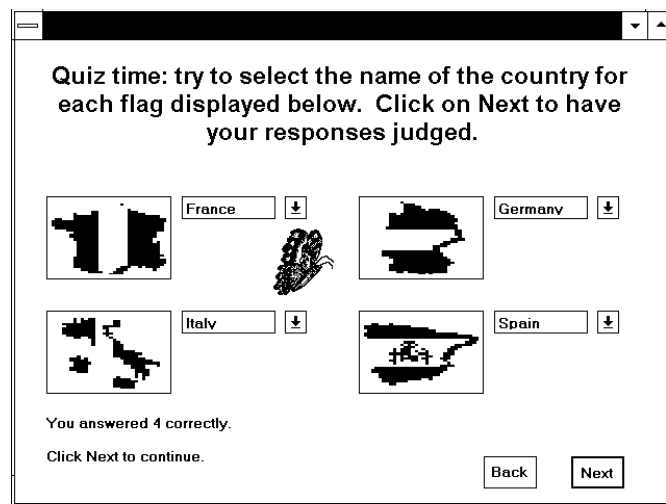 Quiz time: try to select the name of the country for
each flag displayed below. Click on Next to have
your responses judged.
France
Germany
Italy
Spain
You answered 4 correctly.
Click Next to continue.
Back
Next